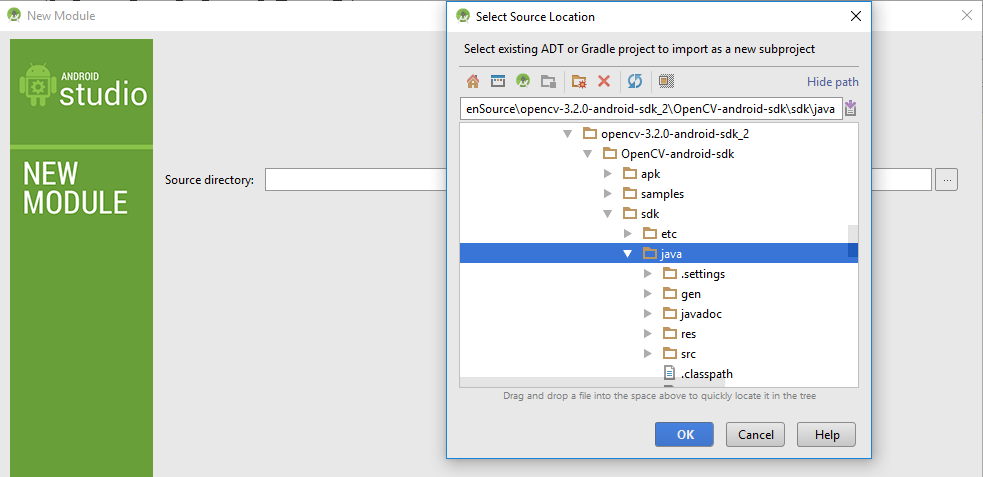 New Module
Select Source Location
Select existing ADT or Gradle project to import as a new subproject
Hide path
enSource\opencv-3.2.0-android-sdk_2\OpenCV-android-sdk\sdk\java
ANDROID
studio
NEW
MODULE
Source directory:
...
opencv-3.2.0-android-sdk_2
OpenCV-android-sdk
apk
samples
sdk
etc
java
.settings
gen
javadoc
res
src
.classpath
Drag and drop a file into the space above to quickly locate it in the tree
OK Cancel Help